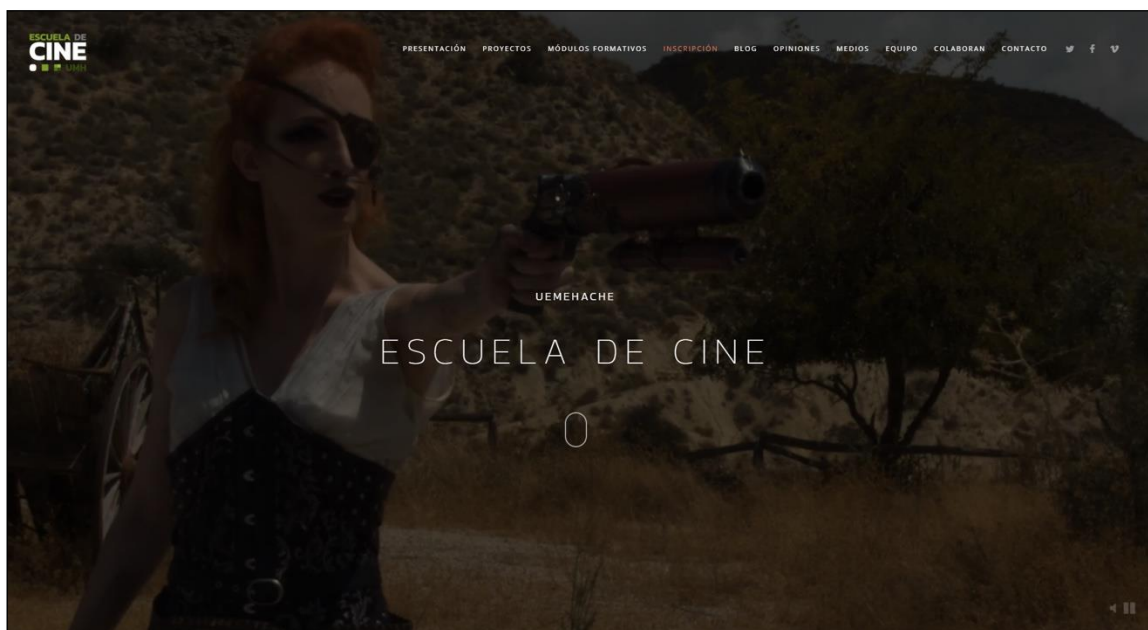 ESCUELA DE
CINE
UHH
PRESENTACIÓN PROYECTOS MÓDULOS FORMATIVOS INSCRIPCIÓN BLOG OPINIONES MEDIOS EQUIPO COLABORAN CONTACTO
UEMEHACHE
ESCUELA DE CINE